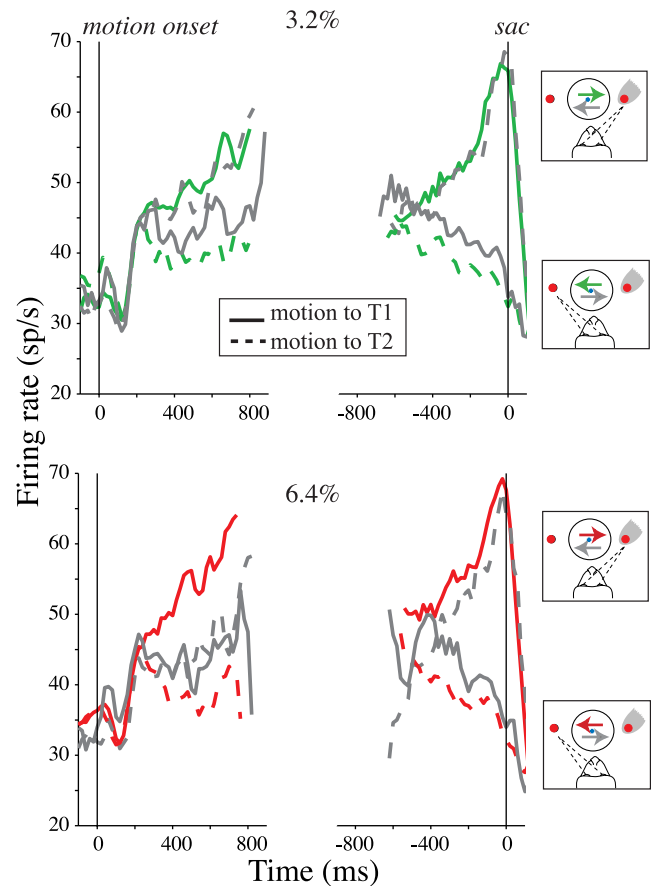 motion onset 3.2% sac
70
60
50
40
30
20
motion to T1
motion to T2
0 400 800 -800 -400 0
Firing rate (sp/s)
6.4%
70
60
50
40
30
20
0 400 800 -800 -400 0
Time (ms)